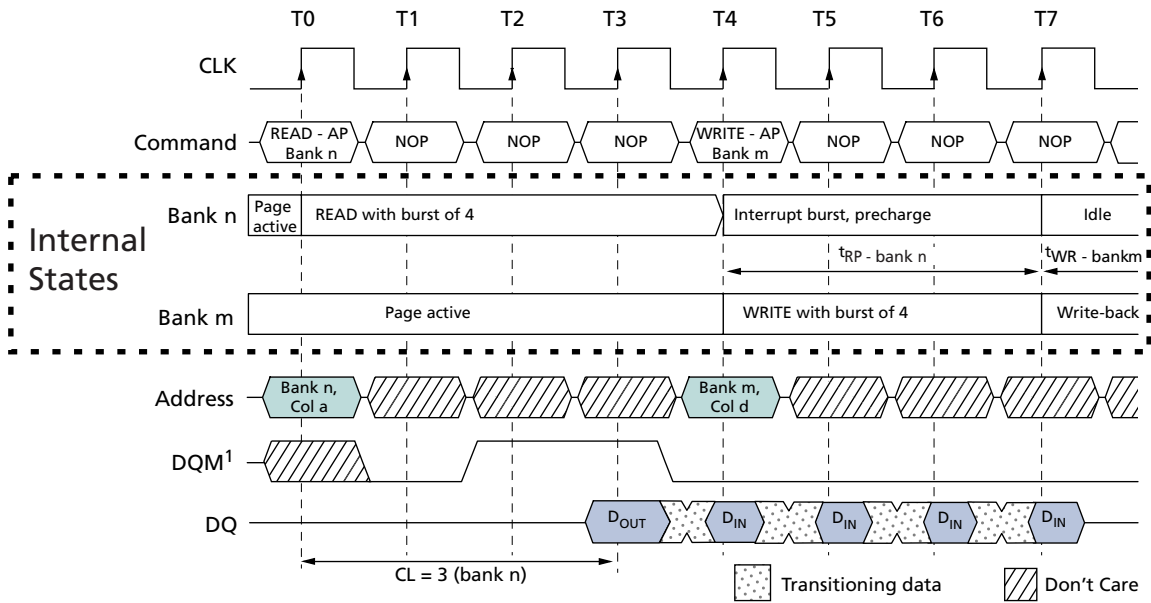 T0 T1 T2 T3 T4 T5 T6 T7
CLK
Command READ - AP Bank n NOP NOP NOP WRITE - AP Bank m NOP NOP NOP
Internal States
Bank n Page active READ with burst of 4 Interrupt burst, precharge Idle
tRP - bank n tWR - bankm
Bank m Page active WRITE with burst of 4 Write-back
Address Bank n, Col a Bank m, Col d
DQM1
DQ DOUT DIN DIN DIN DIN
CL = 3 (bank n)
Transitioning data Don't Care